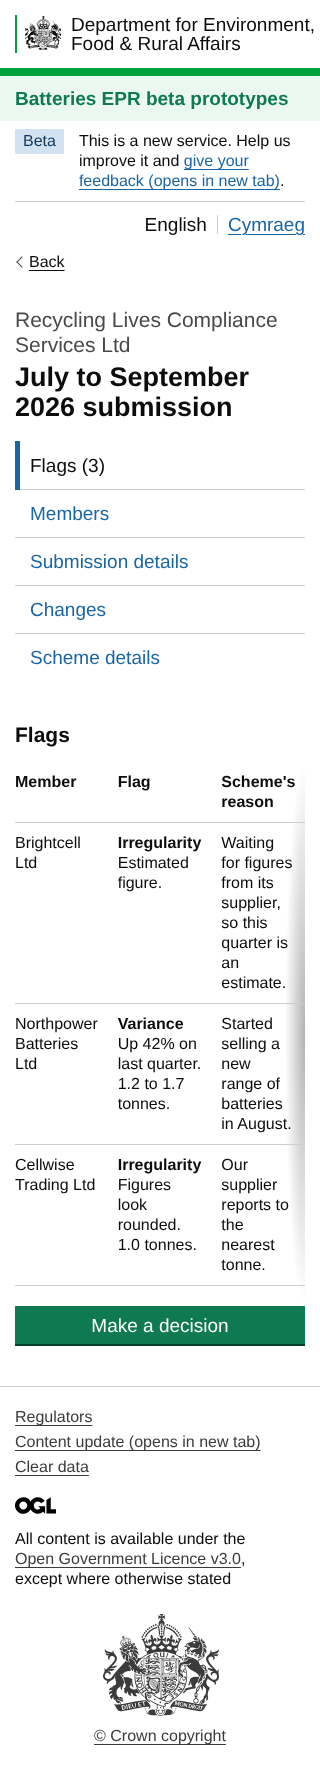 Department for Environment,
Food & Rural Affairs
Batteries EPR beta prototypes
Beta
This is a new service. Help us
improve it and give your
feedback (opens in new tab).
English
Cymraeg
Back
Recycling Lives Compliance
Services Ltd
July to September
2026 submission
Flags (3)
Members
Submission details
Changes
Scheme details
Flags
Member
Flag
Scheme's
reason
Brightcell
Ltd
Irregularity
Estimated
figure.
Waiting
for figures
from its
supplier,
so this
quarter is
an
estimate.
Northpower
Batteries
Ltd
Variance
Up 42% on
last quarter.
1.2 to 1.7
tonnes.
Started
selling a
new
range of
batteries
in August.
Cellwise
Trading Ltd
Irregularity
Figures
look
rounded.
1.0 tonnes.
Our
supplier
reports to
the
nearest
tonne.
Make a decision
Regulators
Content update (opens in new tab)
Clear data
OGL
All content is available under the
Open Government Licence v3.0,
except where otherwise stated
DIEU ET MON DROIT
© Crown copyright